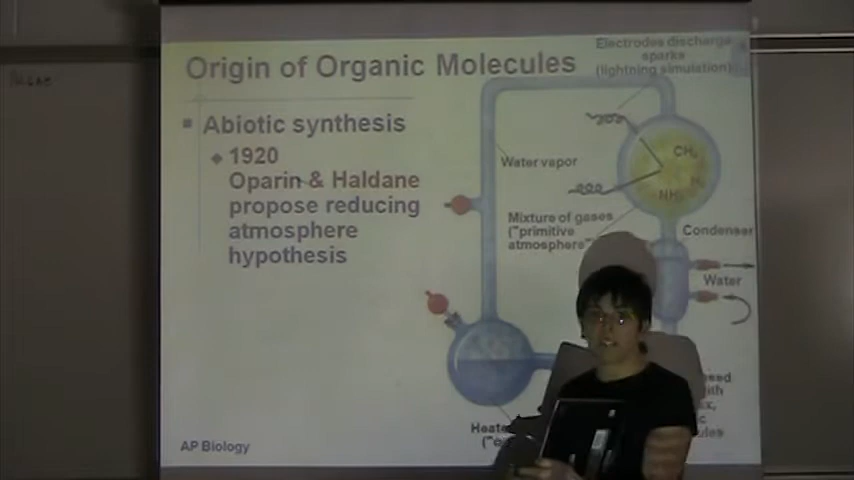 Origin of Organic Molecules
Electrodes discharge
sparks
(lightning simulation)
Abiotic synthesis
1920
Oparin & Haldane
propose reducing
atmosphere
hypothesis
Water vapor
CH₄
NH₃
H₂
Mixture of gases
("primitive
atmosphere"
Condenser
Water
AP Biology